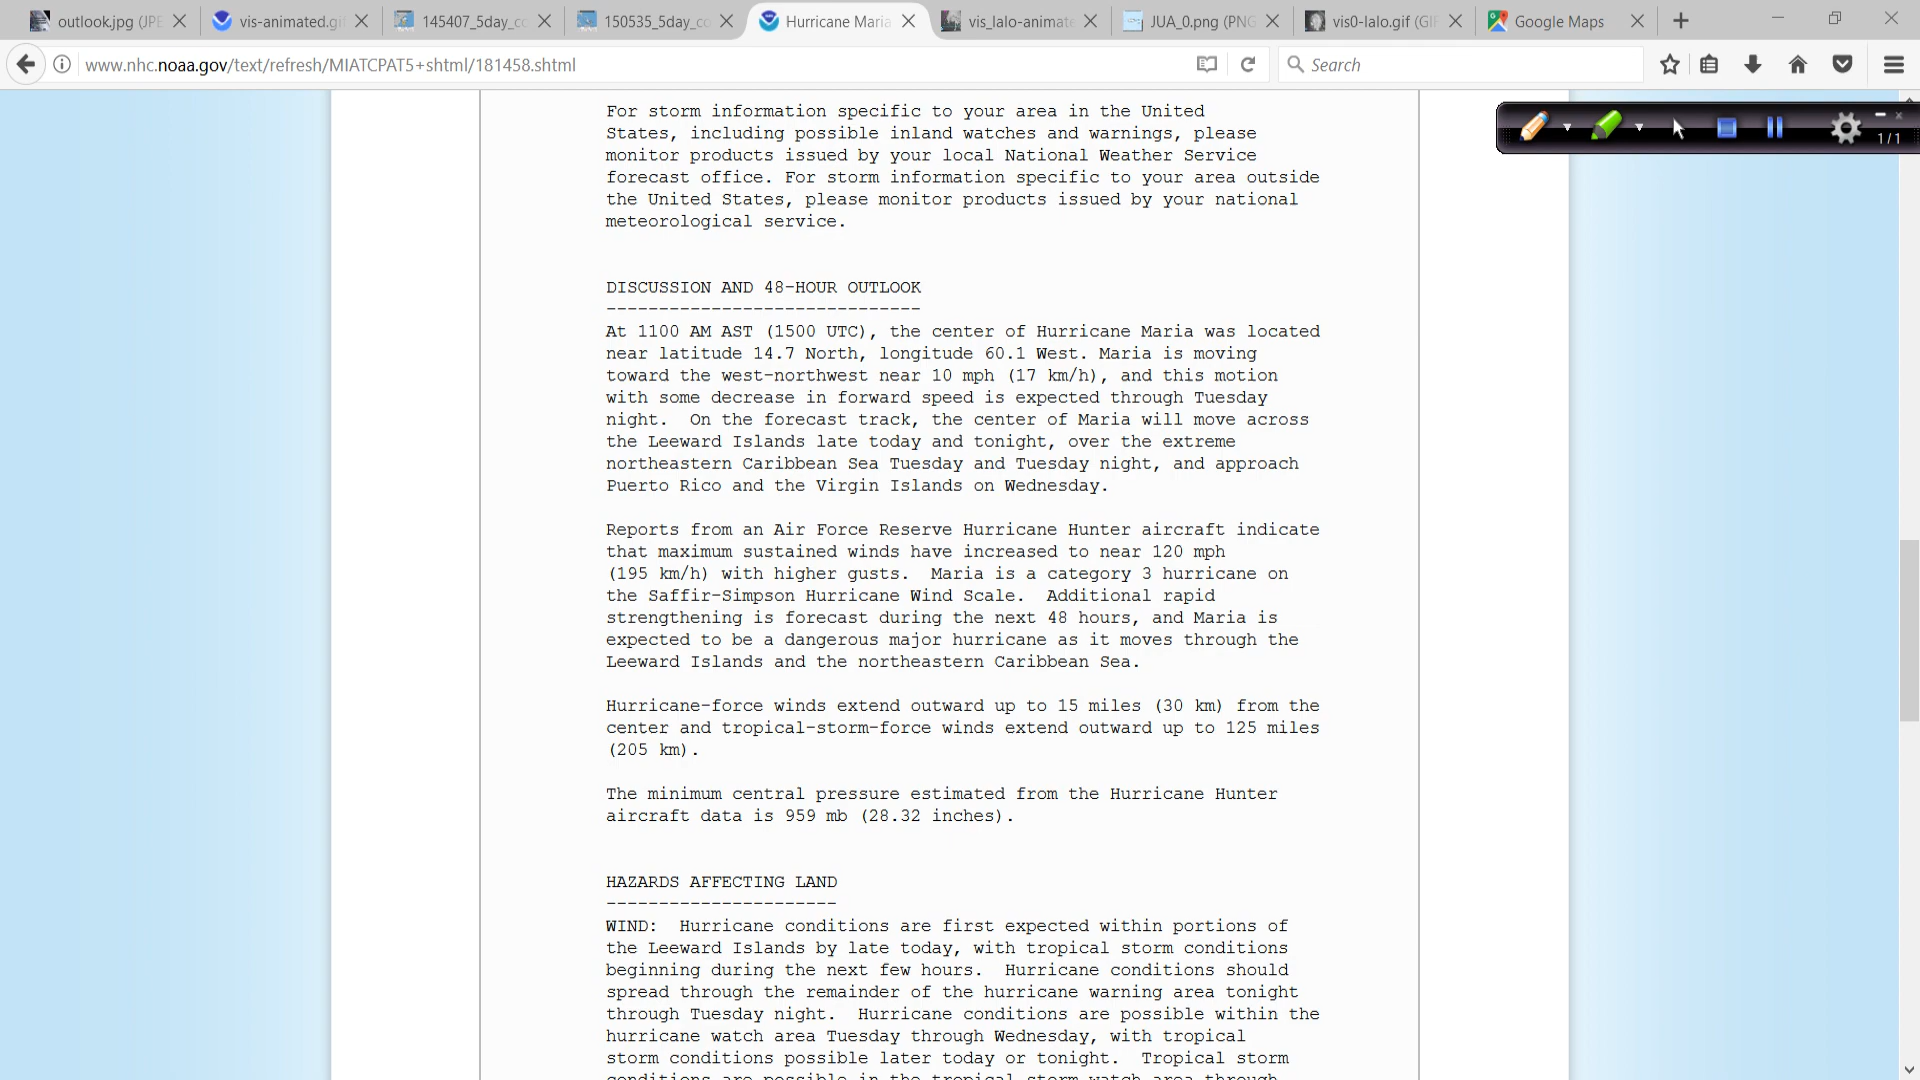 outlook.jpg (JPE
vis-animated.gi
145407_5day_co
150535_5day_co
Hurricane Maria
vis_lalo-animate
JUA_0.png (PNG
vis0-lalo.gif (GIF
Google Maps
www.nhc.noaa.gov/text/refresh/MIATCPAT5+shtml/181458.shtml
Search
1/1
For storm information specific to your area in the United
States, including possible inland watches and warnings, please
monitor products issued by your local National Weather Service
forecast office. For storm information specific to your area outside
the United States, please monitor products issued by your national
meteorological service.
DISCUSSION AND 48-HOUR OUTLOOK
------------------------------
At 1100 AM AST (1500 UTC), the center of Hurricane Maria was located
near latitude 14.7 North, longitude 60.1 West. Maria is moving
toward the west-northwest near 10 mph (17 km/h), and this motion
with some decrease in forward speed is expected through Tuesday
night.  On the forecast track, the center of Maria will move across
the Leeward Islands late today and tonight, over the extreme
northeastern Caribbean Sea Tuesday and Tuesday night, and approach
Puerto Rico and the Virgin Islands on Wednesday.
Reports from an Air Force Reserve Hurricane Hunter aircraft indicate
that maximum sustained winds have increased to near 120 mph
(195 km/h) with higher gusts.  Maria is a category 3 hurricane on
the Saffir-Simpson Hurricane Wind Scale.  Additional rapid
strengthening is forecast during the next 48 hours, and Maria is
expected to be a dangerous major hurricane as it moves through the
Leeward Islands and the northeastern Caribbean Sea.
Hurricane-force winds extend outward up to 15 miles (30 km) from the
center and tropical-storm-force winds extend outward up to 125 miles
(205 km).
The minimum central pressure estimated from the Hurricane Hunter
aircraft data is 959 mb (28.32 inches).
HAZARDS AFFECTING LAND
----------------------
WIND:  Hurricane conditions are first expected within portions of
the Leeward Islands by late today, with tropical storm conditions
beginning during the next few hours.  Hurricane conditions should
spread through the remainder of the hurricane warning area tonight
through Tuesday night.  Hurricane conditions are possible within the
hurricane watch area Tuesday through Wednesday, with tropical
storm conditions possible later today or tonight.  Tropical storm
conditions are possible in the tropical storm watch area through